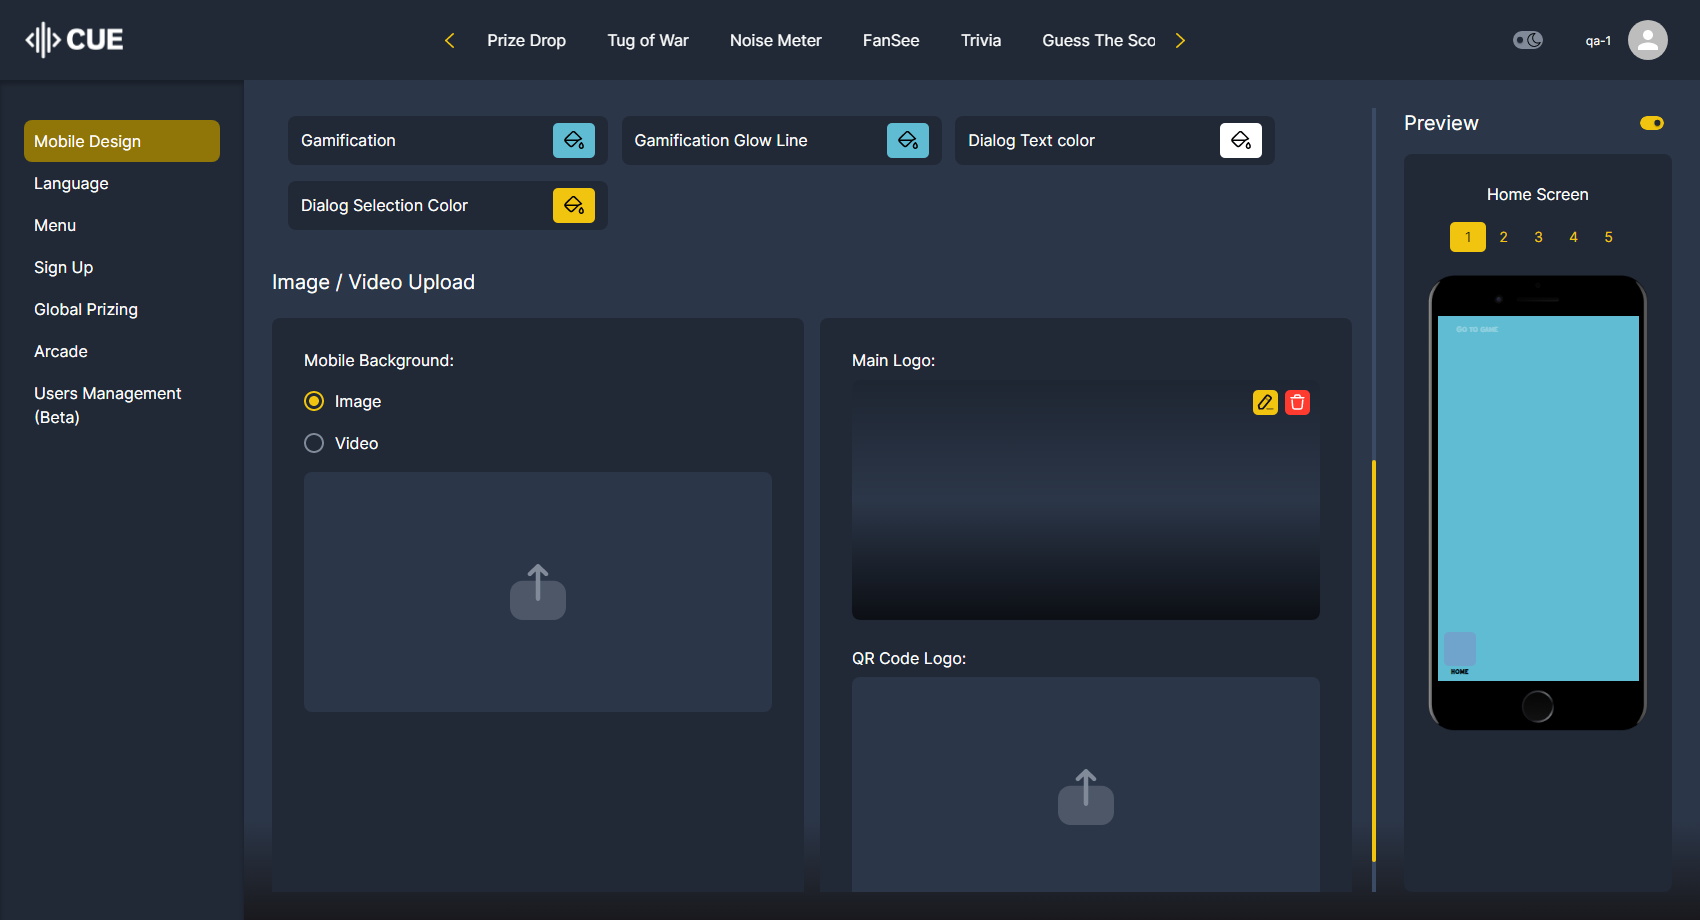 CUE
Prize Drop
Tug of War
Noise Meter
FanSee
Trivia
Guess The Sco
qa-1
Mobile Design
Language
Menu
Sign Up
Global Prizing
Arcade
Users Management
(Beta)
Gamification
Gamification Glow Line
Dialog Text color
Dialog Selection Color
Image / Video Upload
Mobile Background:
Image
Video
Main Logo:
QR Code Logo:
Preview
Home Screen
1 2 3 4 5
GO TO GAME
HOME